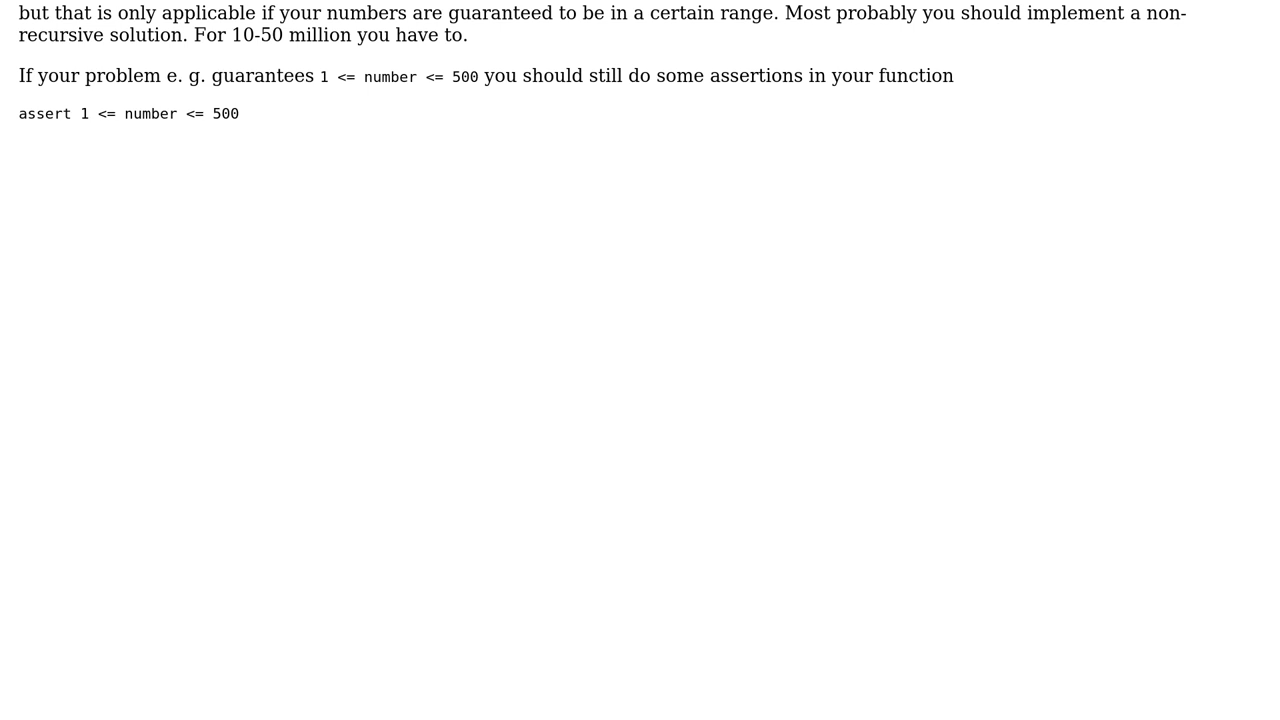 but that is only applicable if your numbers are guaranteed to be in a certain range. Most probably you should implement a non-
recursive solution. For 10-50 million you have to.
If your problem e. g. guarantees 1 <= number <= 500 you should still do some assertions in your function
assert 1 <= number <= 500